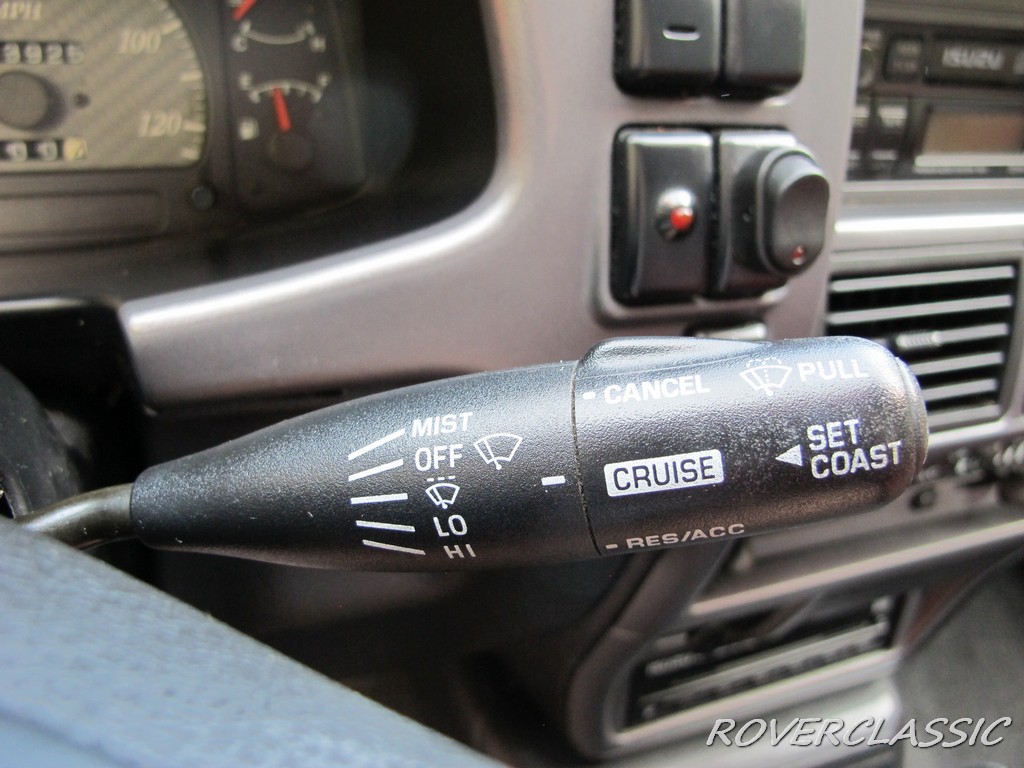 MPH
100
120
C H
F
ISUZU
MIST
OFF
LO
HI
CANCEL
PULL
CRUISE
SET
COAST
RES/ACC
ROVERCLASSIC